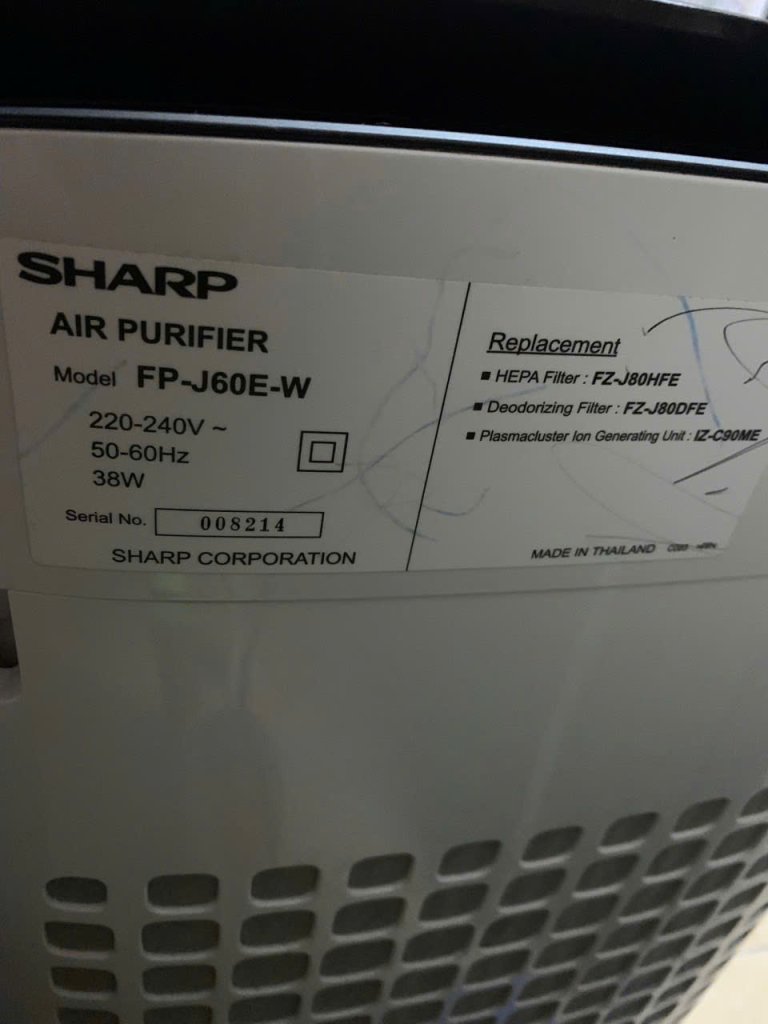 SHARP
AIR PURIFIER
Model FP-J60E-W
220-240V ~
50-60Hz
38W
Serial No. 008214
SHARP CORPORATION
Replacement
■ HEPA Filter : FZ-J80HFE
■ Deodorizing Filter : FZ-J80DFE
■ Plasmacluster Ion Generating Unit : IZ-C90ME
MADE IN THAILAND